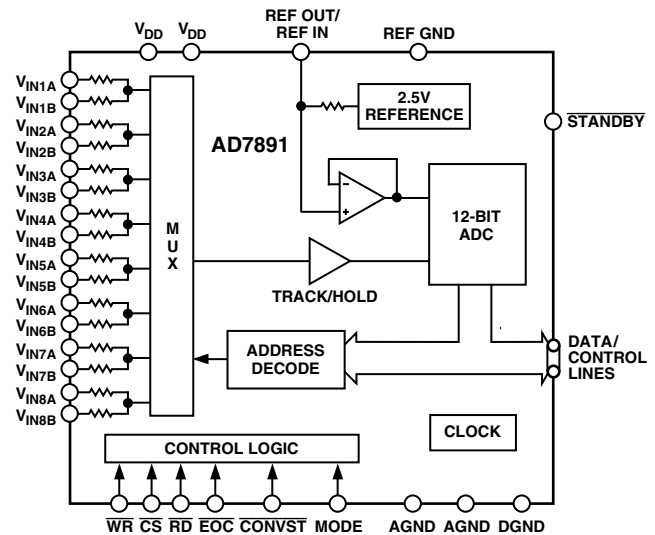 REF OUT/
REF IN
REF GND
VDD
VDD
VIN1A
VIN1B
VIN2A
VIN2B
VIN3A
VIN3B
VIN4A
VIN4B
VIN5A
VIN5B
VIN6A
VIN6B
VIN7A
VIN7B
VIN8A
VIN8B
MUX
AD7891
2.5V
REFERENCE
STANDBY
12-BIT
ADC
TRACK/HOLD
ADDRESS
DECODE
DATA/
CONTROL
LINES
CLOCK
CONTROL LOGIC
WR CS RD EOC CONVST MODE AGND AGND DGND